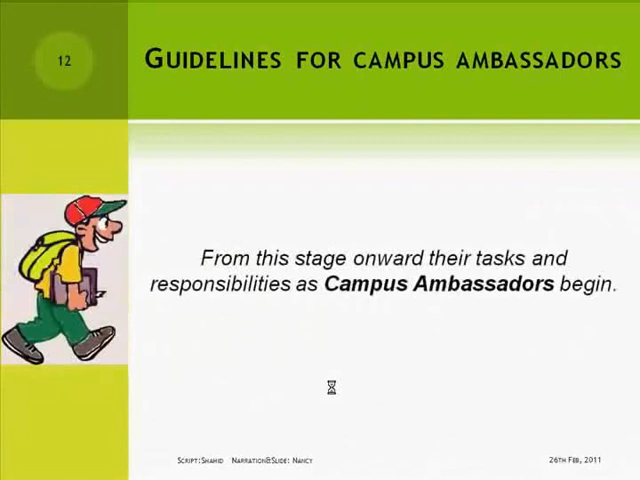 12
GUIDELINES FOR CAMPUS AMBASSADORS
From this stage onward their tasks and
responsibilities as Campus Ambassadors begin.
SCRIPT:SHAHID NARRATION&SLIDE: NANCY
26TH FEB, 2011